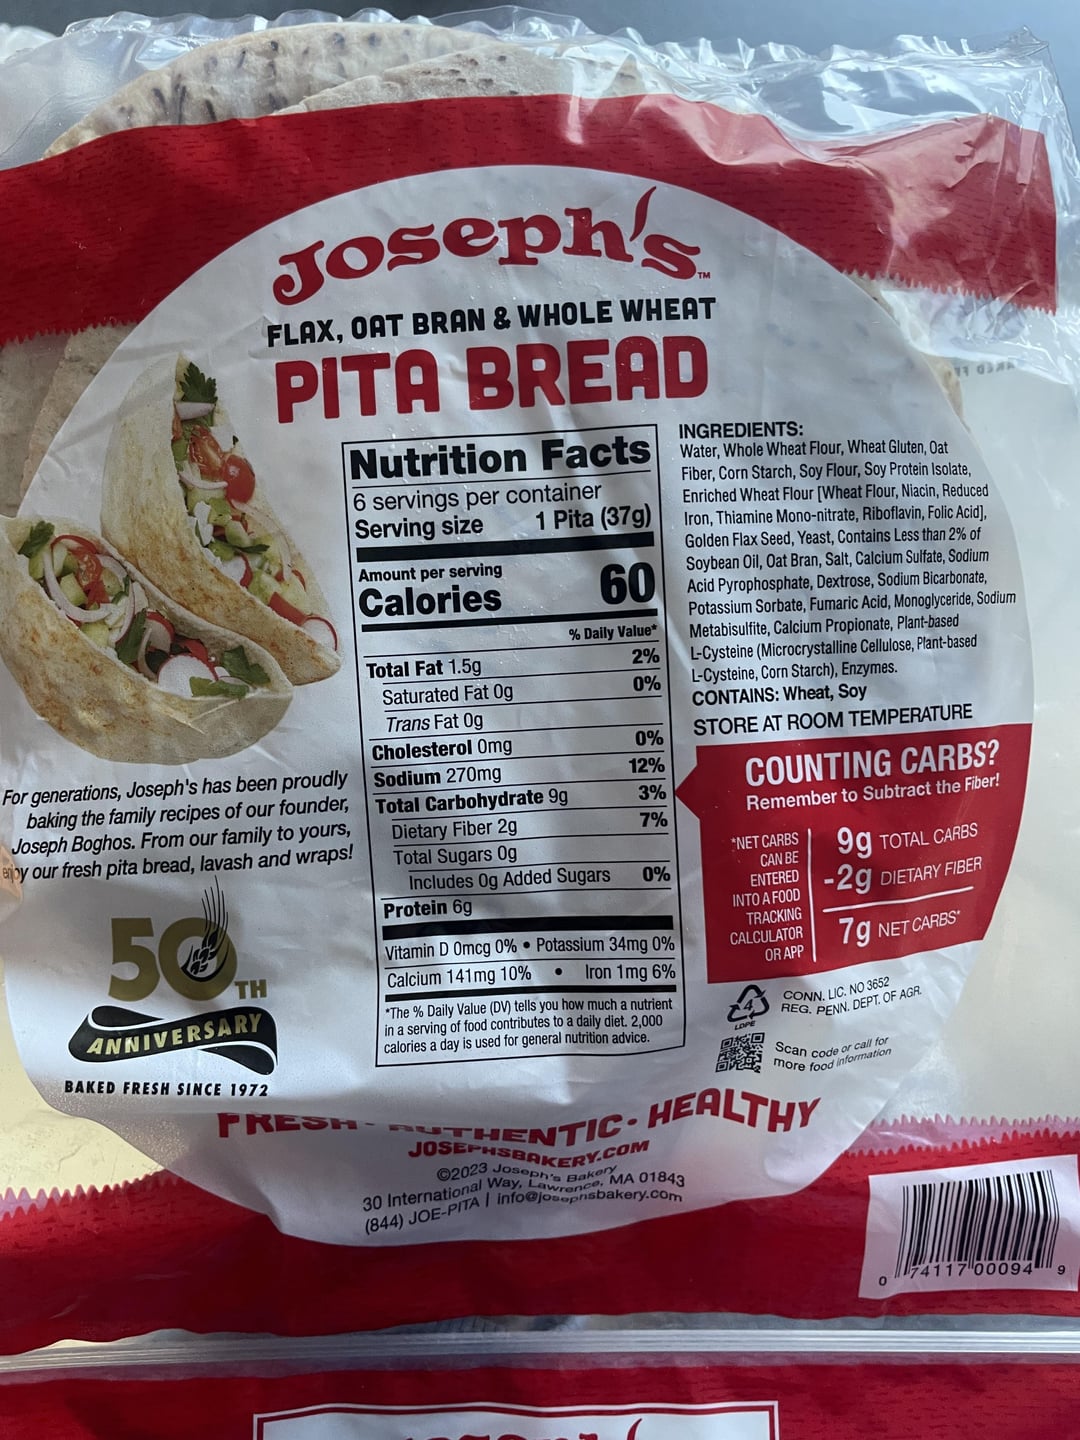 Joseph's™
FLAX, OAT BRAN & WHOLE WHEAT
PITA BREAD
Nutrition Facts
6 servings per container
Serving size 1 Pita (37g)
Amount per serving
Calories 60
% Daily Value*
Total Fat 1.5g 2%
Saturated Fat 0g 0%
Trans Fat 0g
Cholesterol 0mg 0%
Sodium 270mg 12%
Total Carbohydrate 9g 3%
Dietary Fiber 2g 7%
Total Sugars 0g
Includes 0g Added Sugars 0%
Protein 6g
Vitamin D 0mcg 0% • Potassium 34mg 0%
Calcium 141mg 10% • Iron 1mg 6%
*The % Daily Value (DV) tells you how much a nutrient
in a serving of food contributes to a daily diet. 2,000
calories a day is used for general nutrition advice.
INGREDIENTS:
Water, Whole Wheat Flour, Wheat Gluten, Oat
Fiber, Corn Starch, Soy Flour, Soy Protein Isolate,
Enriched Wheat Flour [Wheat Flour, Niacin, Reduced
Iron, Thiamine Mono-nitrate, Riboflavin, Folic Acid],
Golden Flax Seed, Yeast, Contains Less than 2% of
Soybean Oil, Oat Bran, Salt, Calcium Sulfate, Sodium
Acid Pyrophosphate, Dextrose, Sodium Bicarbonate,
Potassium Sorbate, Fumaric Acid, Monoglyceride, Sodium
Metabisulfite, Calcium Propionate, Plant-based
L-Cysteine (Microcrystalline Cellulose, Plant-based
L-Cysteine, Corn Starch), Enzymes.
CONTAINS: Wheat, Soy
STORE AT ROOM TEMPERATURE
COUNTING CARBS?
Remember to Subtract the Fiber!
*NET CARBS
CAN BE
ENTERED
INTO A FOOD
TRACKING
CALCULATOR
OR APP
9g TOTAL CARBS
-2g DIETARY FIBER
7g NET CARBS*
4
LDPE
CONN. LIC. NO 3652
REG. PENN. DEPT. OF AGR.
Scan code or call for
more food information
For generations, Joseph's has been proudly
baking the family recipes of our founder,
Joseph Boghos. From our family to yours,
enjoy our fresh pita bread, lavash and wraps!
50TH
ANNIVERSARY
BAKED FRESH SINCE 1972
FRESH • AUTHENTIC • HEALTHY
JOSEPHSBAKERY.COM
©2023 Joseph's Bakery
30 International Way, Lawrence, MA 01843
(844) JOE-PITA | info@josephsbakery.com
0 74117 00094 9